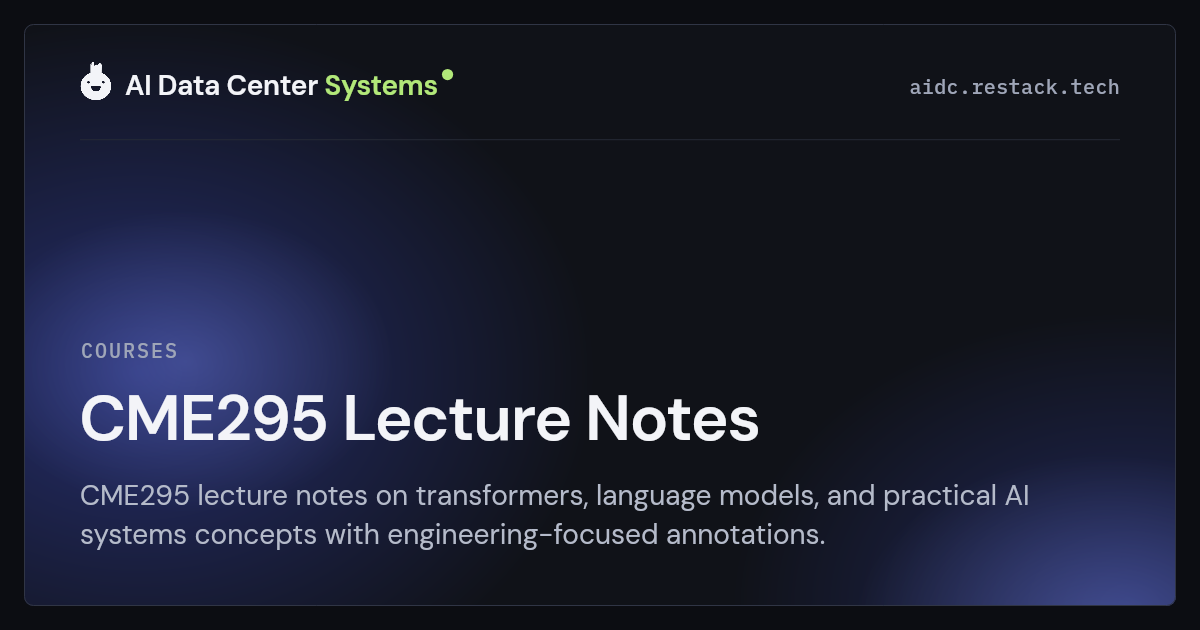 AI Data Center Systems
aidc.restack.tech
COURSES
CME295 Lecture Notes
CME295 lecture notes on transformers, language models, and practical AI
systems concepts with engineering-focused annotations.